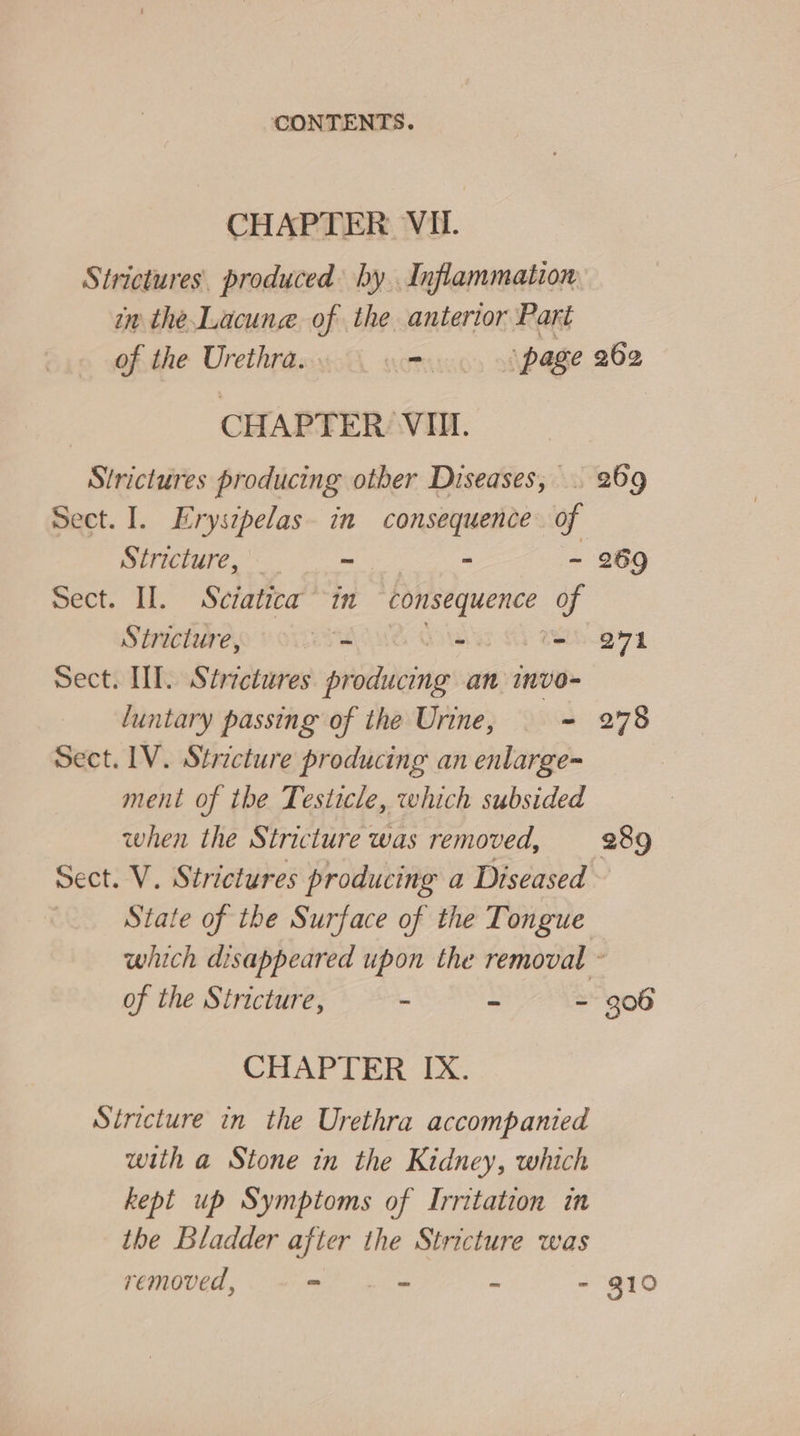 CONTENTS.
CHAPTER VII.
Strictures produced by Inflammation
in the Lacunæ of the anterior Part
of the Urethra. - page 262
CHAPTER VIII.
Strictures producing other Diseases, 269
Sect. I. Erysipelas in consequence of
Stricture, - - - 269
Sect. II. Sciatica in consequence of
Stricture, - - - 271
Sect. III. Strictures producing an invo-
luntary passing of the Urine, - 278
Sect. IV. Stricture producing an enlarge-
ment of the Testicle, which subsided
when the Stricture was removed, 289
Sect. V. Strictures producing a Diseased
State of the Surface of the Tongue
which disappeared upon the removal
of the Stricture, - - - 306
CHAPTER IX.
Stricture in the Urethra accompanied
with a Stone in the Kidney, which
kept up Symptoms of Irritation in
the Bladder after the Stricture was
removed, - - - - 310